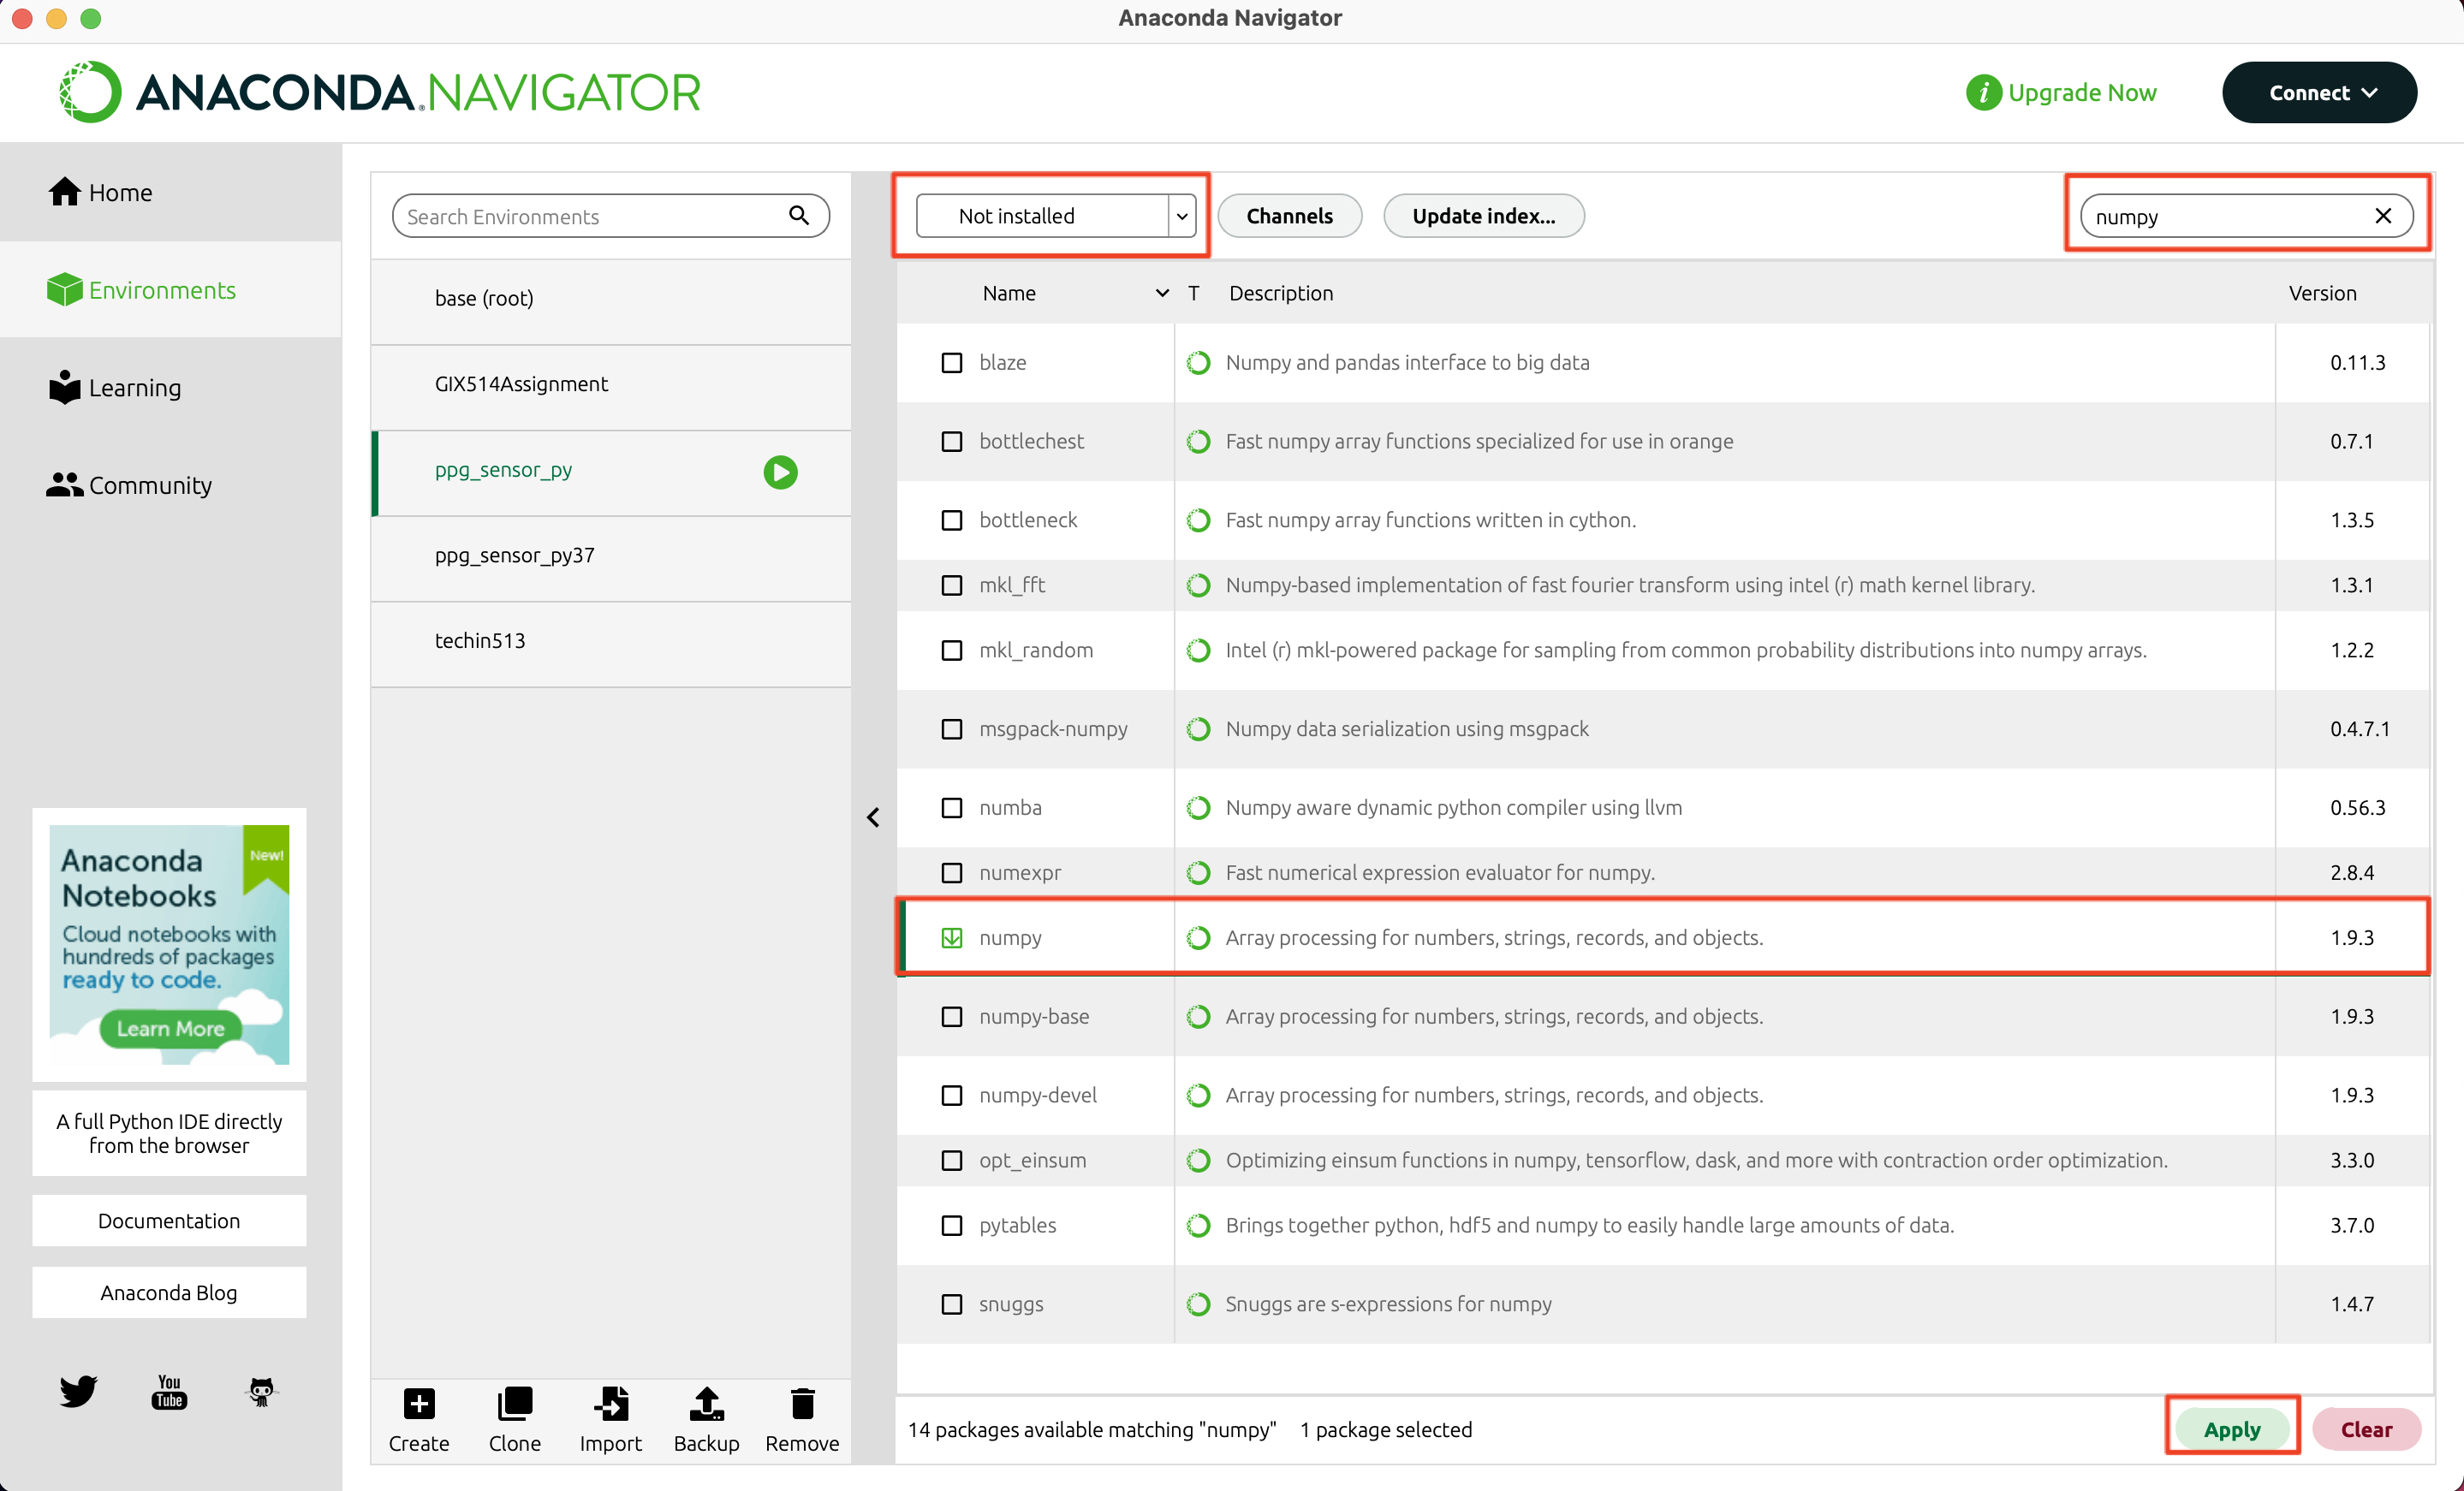 Anaconda Navigator
ANACONDA.NAVIGATOR
Upgrade Now
Connect
Home
Environments
Learning
Community
Anaconda
Notebooks
New!
Cloud notebooks with
hundreds of packages
ready to code.
Learn More
A full Python IDE directly
from the browser
Documentation
Anaconda Blog
You
Tube
Search Environments
base (root)
GIX514Assignment
ppg_sensor_py
ppg_sensor_py37
techin513
Create Clone Import Backup Remove
Not installed Channels Update index... numpy
Name T Description Version
blaze Numpy and pandas interface to big data 0.11.3
bottlechest Fast numpy array functions specialized for use in orange 0.7.1
bottleneck Fast numpy array functions written in cython. 1.3.5
mkl_fft Numpy-based implementation of fast fourier transform using intel (r) math kernel library. 1.3.1
mkl_random Intel (r) mkl-powered package for sampling from common probability distributions into numpy arrays. 1.2.2
msgpack-numpy Numpy data serialization using msgpack 0.4.7.1
numba Numpy aware dynamic python compiler using llvm 0.56.3
numexpr Fast numerical expression evaluator for numpy. 2.8.4
numpy Array processing for numbers, strings, records, and objects. 1.9.3
numpy-base Array processing for numbers, strings, records, and objects. 1.9.3
numpy-devel Array processing for numbers, strings, records, and objects. 1.9.3
opt_einsum Optimizing einsum functions in numpy, tensorflow, dask, and more with contraction order optimization. 3.3.0
pytables Brings together python, hdf5 and numpy to easily handle large amounts of data. 3.7.0
snuggs Snuggs are s-expressions for numpy 1.4.7
14 packages available matching "numpy" 1 package selected
Apply Clear